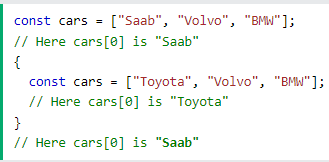 const cars = ["Saab", "Volvo", "BMW"];
// Here cars[0] is "Saab"
{
  const cars = ["Toyota", "Volvo", "BMW"];
  // Here cars[0] is "Toyota"
}
// Here cars[0] is "Saab"